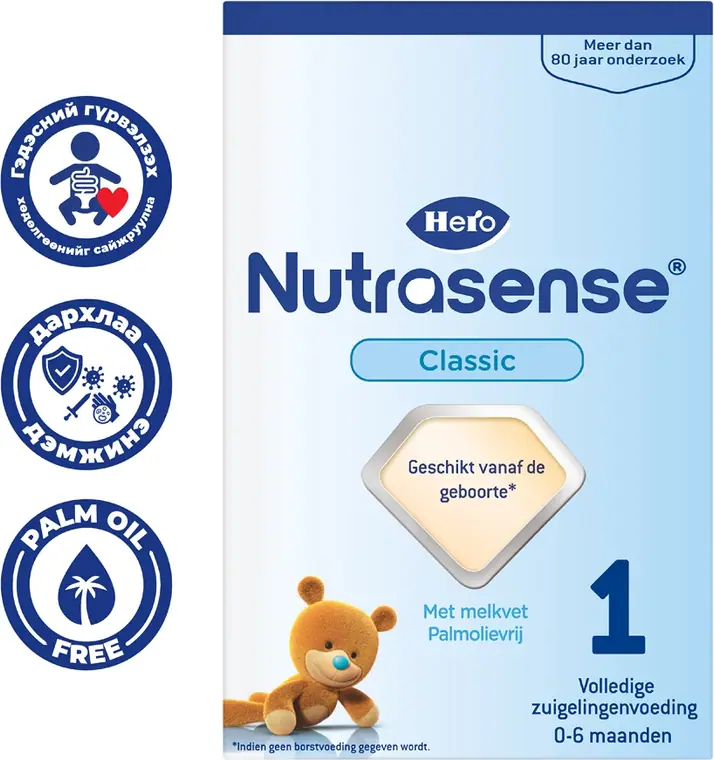 Гэдэсний гүрвэлзэх
хөдөлгөөнийг сайжруулна
дархлаа
дэмжинэ
PALM OIL
FREE
Meer dan
80 jaar onderzoek
Hero
Nutrasense®
Classic
Geschikt vanaf de
geboorte*
Met melkvet
Palmolievrij
1
Volledige
zuigelingenvoeding
0-6 maanden
*Indien geen borstvoeding gegeven wordt.